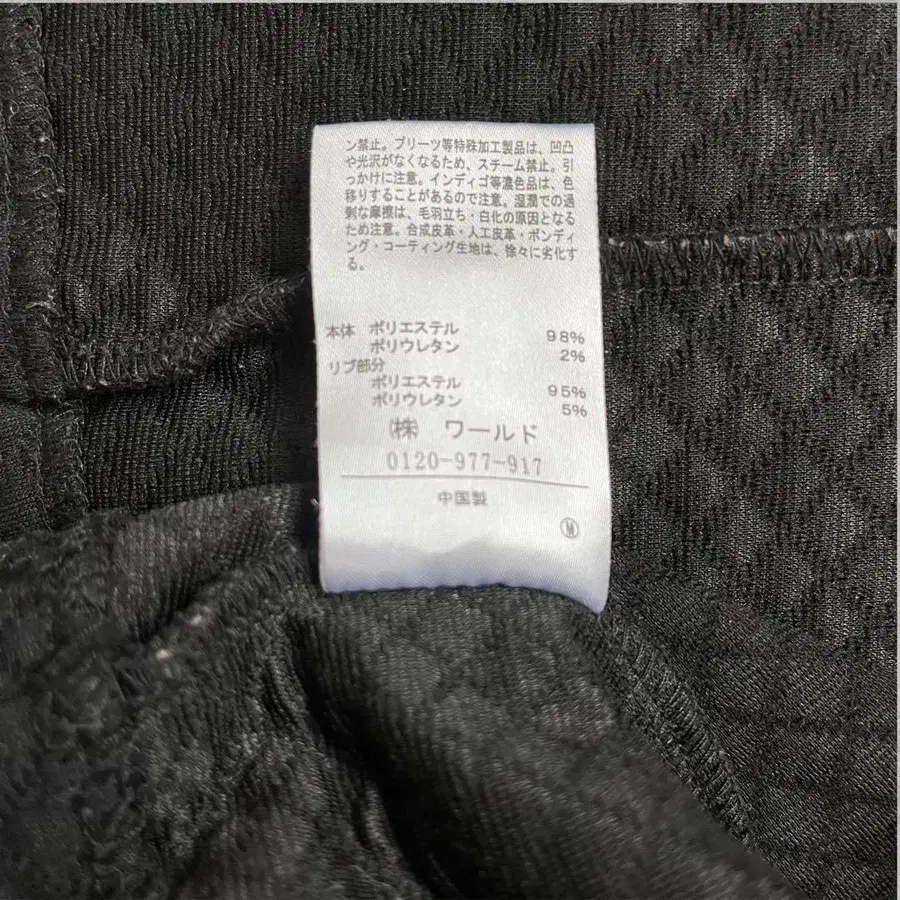 ン禁止。プリーツ等特殊加工製品は、凹凸
や光沢がなくなるため、スチーム禁止。引
っかけに注意。インディゴ等濃色品は、色
移りすることがあるので注意。湿潤での過
剰な摩擦は、毛羽立ち・白化の原因となる
ため注意。合成皮革・人工皮革・ボンディ
ング・コーティング生地は、徐々に劣化す
る。
本体 ポリエステル 98%
ポリウレタン 2%
リブ部分
ポリエステル 95%
ポリウレタン 5%
㈱ ワールド
0120-977-917
中国製